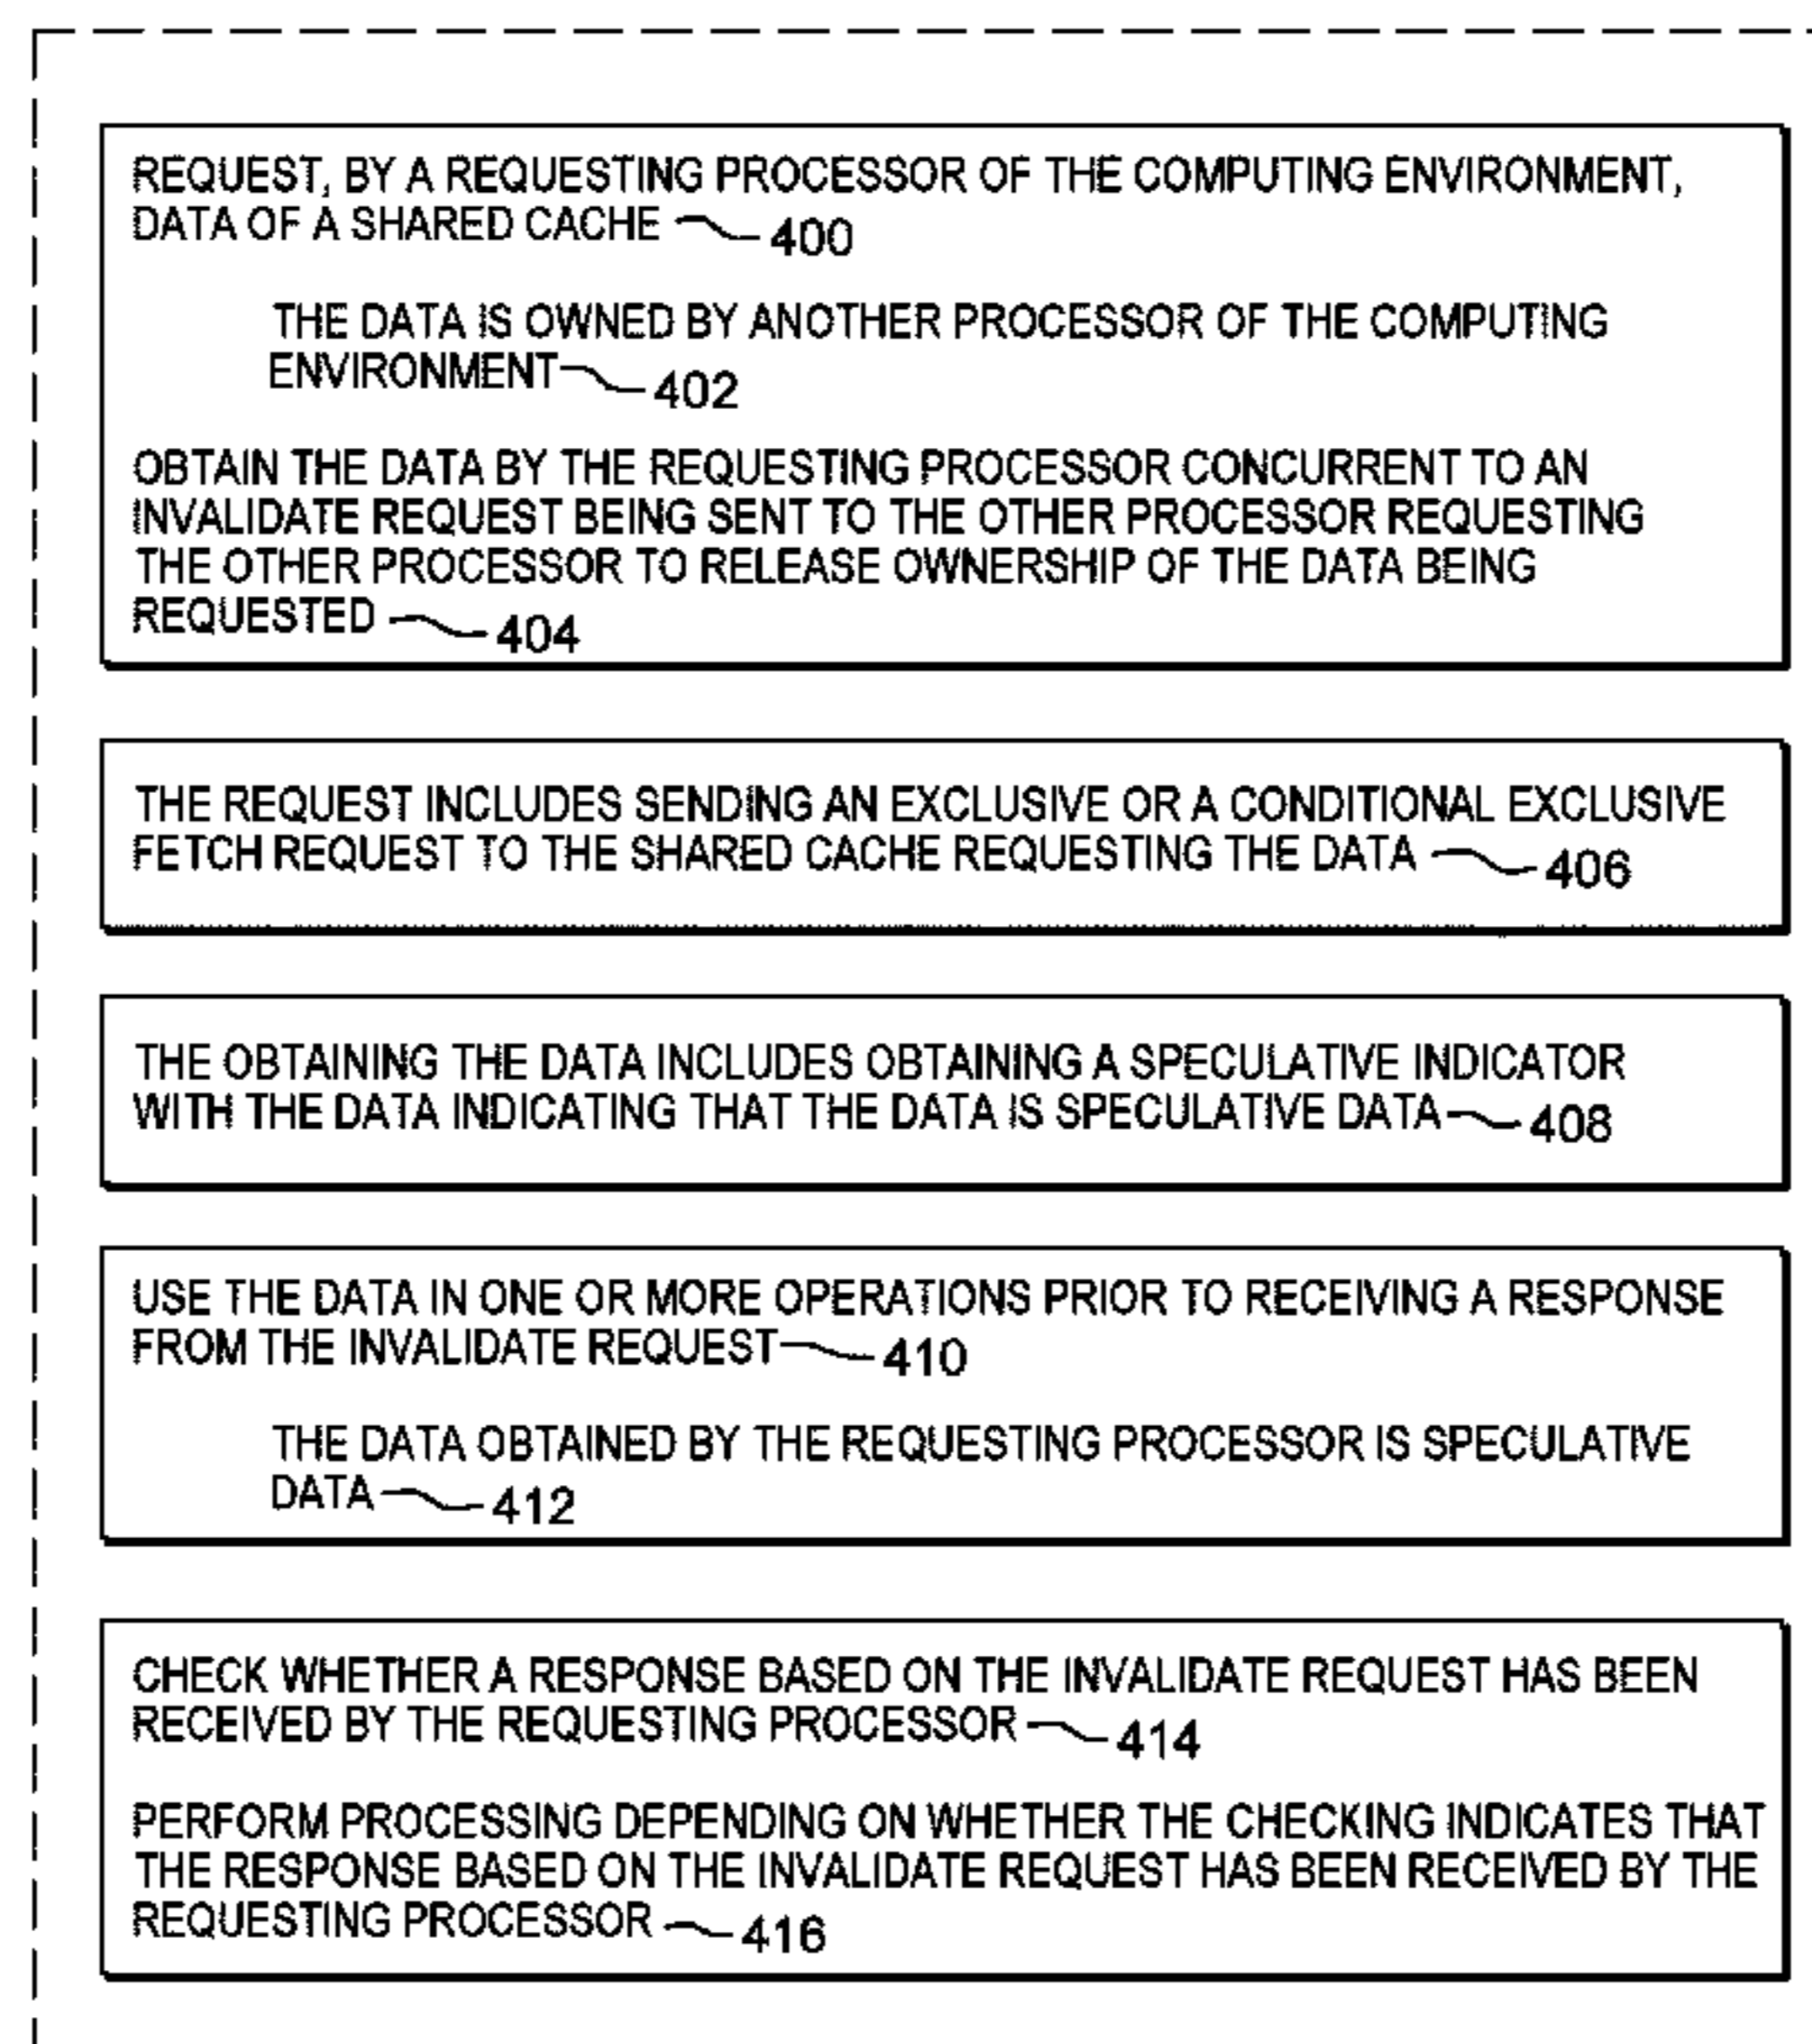 REQUEST, BY A REQUESTING PROCESSOR OF THE COMPUTING ENVIRONMENT,
DATA OF A SHARED CACHE 400
THE DATA IS OWNED BY ANOTHER PROCESSOR OF THE COMPUTING
ENVIRONMENT 402
OBTAIN THE DATA BY THE REQUESTING PROCESSOR CONCURRENT TO AN
INVALIDATE REQUEST BEING SENT TO THE OTHER PROCESSOR REQUESTING
THE OTHER PROCESSOR TO RELEASE OWNERSHIP OF THE DATA BEING
REQUESTED 404
THE REQUEST INCLUDES SENDING AN EXCLUSIVE OR A CONDITIONAL EXCLUSIVE
FETCH REQUEST TO THE SHARED CACHE REQUESTING THE DATA 406
THE OBTAINING THE DATA INCLUDES OBTAINING A SPECULATIVE INDICATOR
WITH THE DATA INDICATING THAT THE DATA IS SPECULATIVE DATA 408
USE THE DATA IN ONE OR MORE OPERATIONS PRIOR TO RECEIVING A RESPONSE
FROM THE INVALIDATE REQUEST 410
THE DATA OBTAINED BY THE REQUESTING PROCESSOR IS SPECULATIVE
DATA 412
CHECK WHETHER A RESPONSE BASED ON THE INVALIDATE REQUEST HAS BEEN
RECEIVED BY THE REQUESTING PROCESSOR 414
PERFORM PROCESSING DEPENDING ON WHETHER THE CHECKING INDICATES THAT
THE RESPONSE BASED ON THE INVALIDATE REQUEST HAS BEEN RECEIVED BY THE
REQUESTING PROCESSOR 416